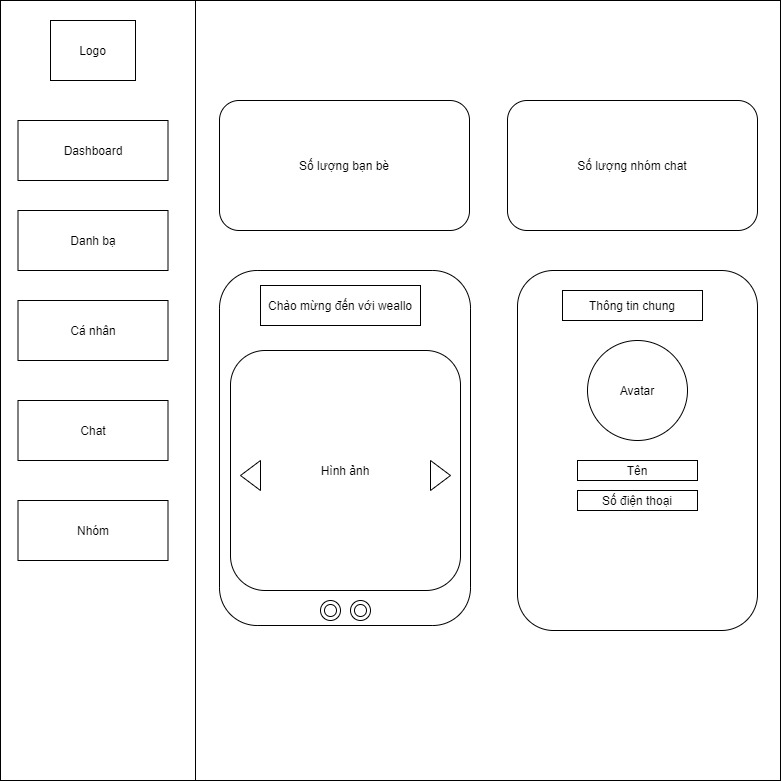 Logo
Dashboard
Danh bạ
Cá nhân
Chat
Nhóm
Số lượng bạn bè
Số lượng nhóm chat
Chào mừng đến với weallo
Hình ảnh
Thông tin chung
Avatar
Tên
Số điện thoại